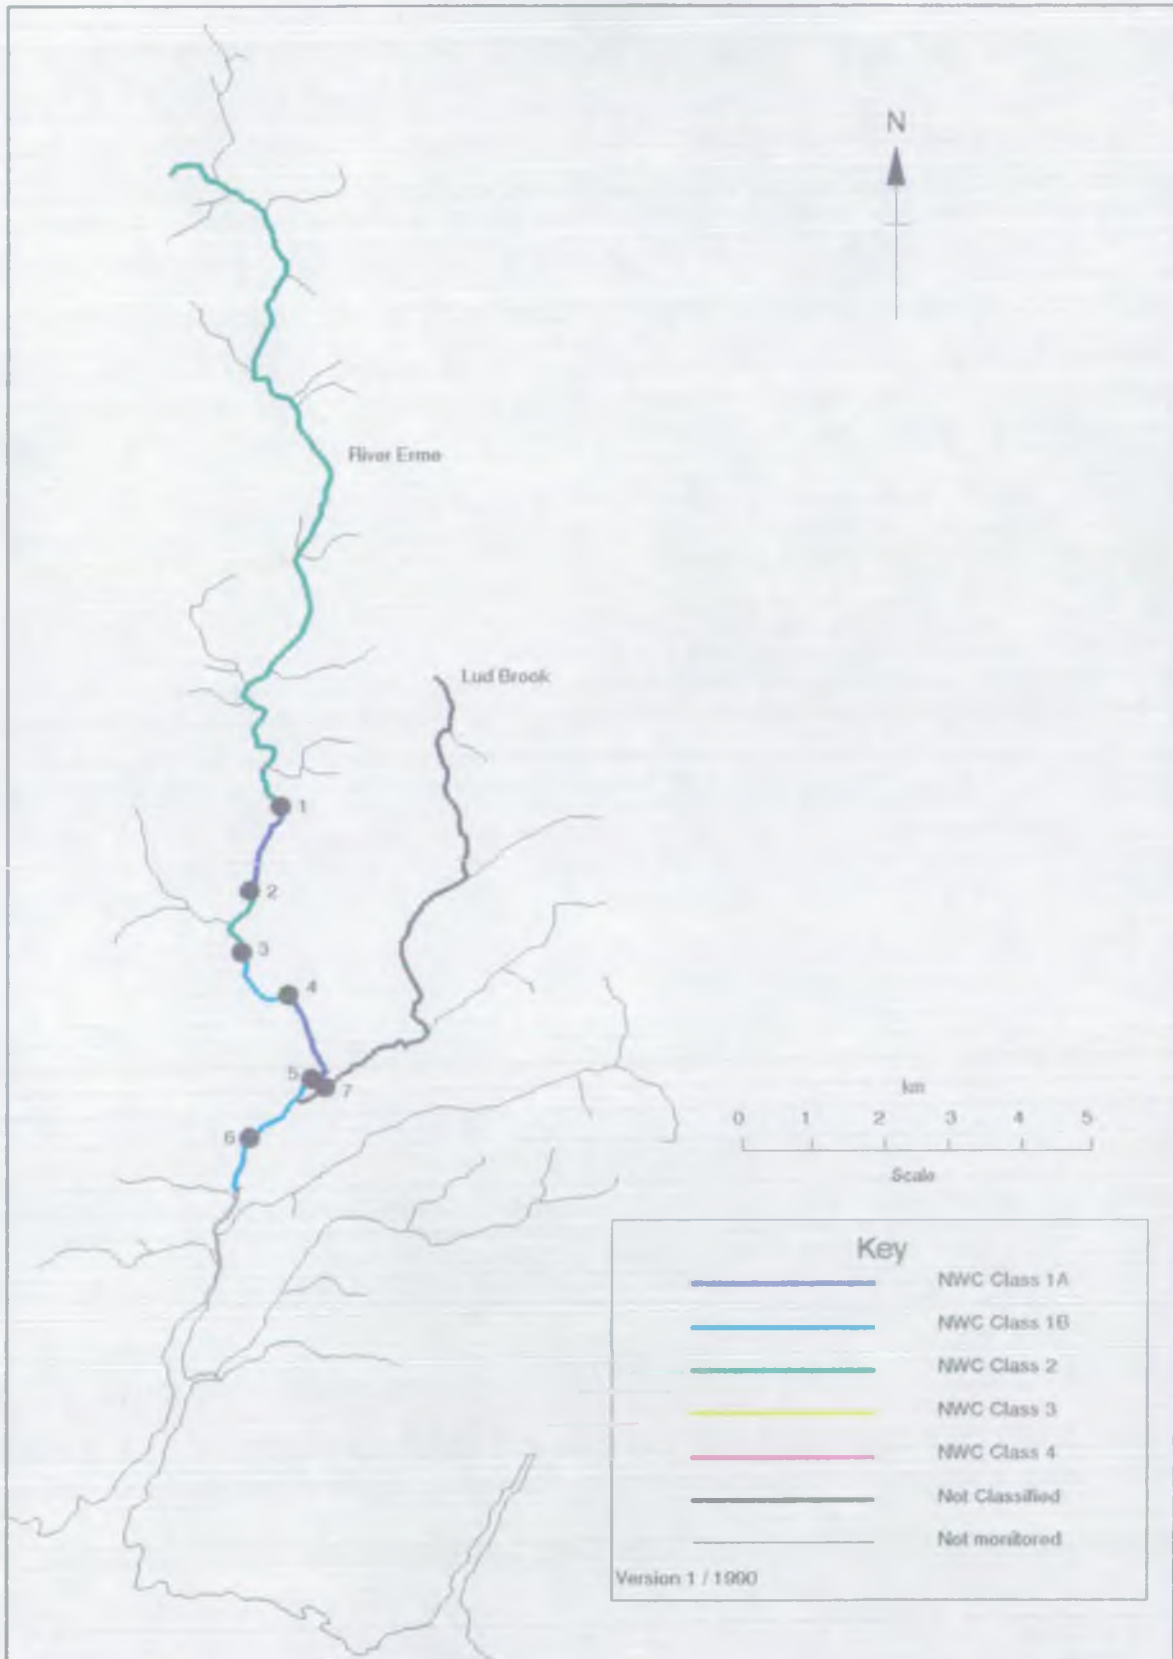 N
River Erme
Lud Brook
1
2
3
4
5
7
6
km
0 1 2 3 4 5
Scale
Key
NWC Class 1A
NWC Class 1B
NWC Class 2
NWC Class 3
NWC Class 4
Not Classified
Not monitored
Version 1 / 1990